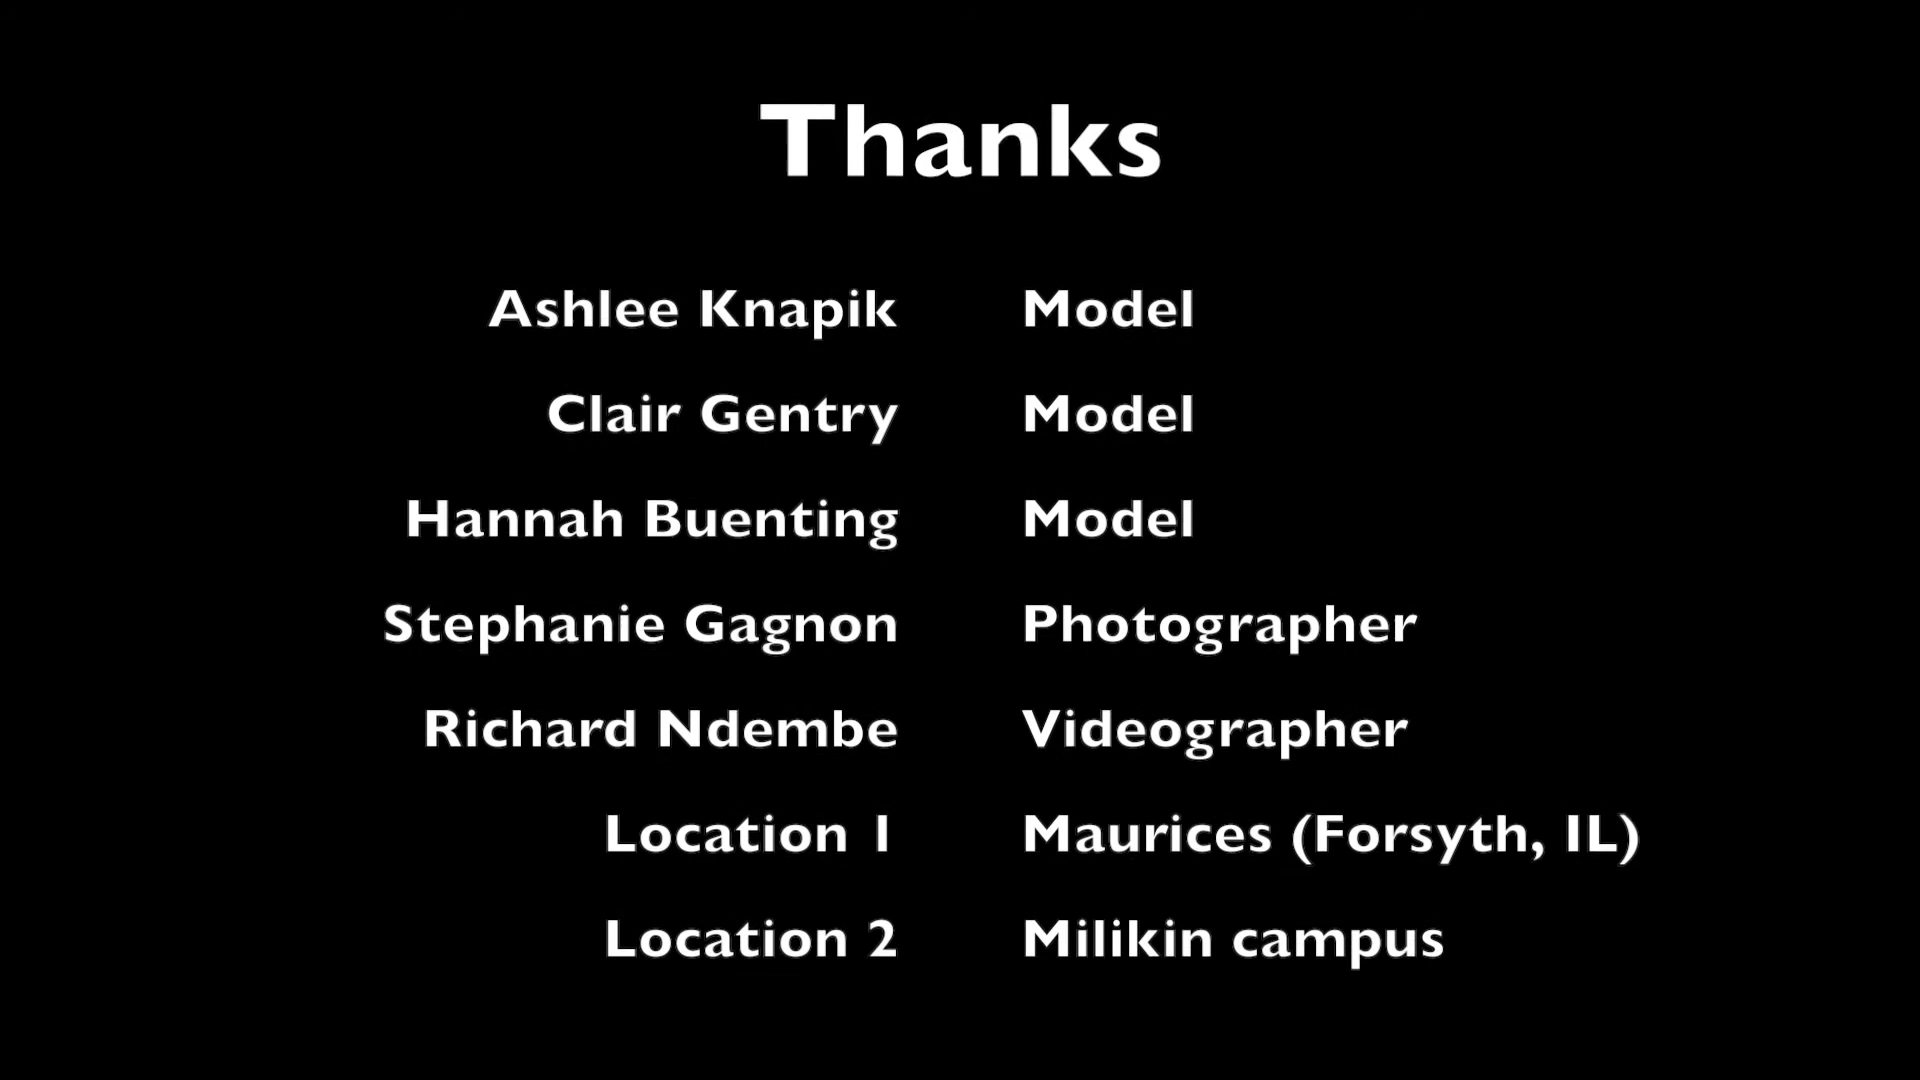 Thanks
Ashlee Knapik Model
Clair Gentry Model
Hannah Buenting Model
Stephanie Gagnon Photographer
Richard Ndembe Videographer
Location 1 Maurices (Forsyth, IL)
Location 2 Milikin campus